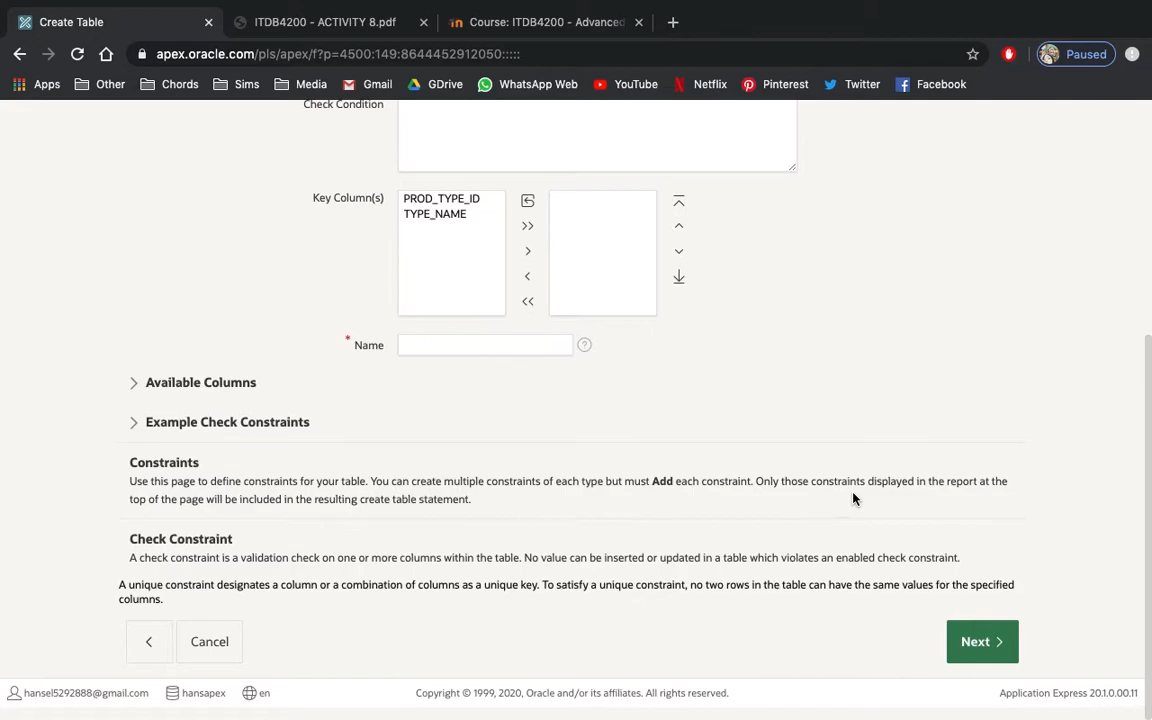 Create Table
ITDB4200 - ACTIVITY 8.pdf
Course: ITDB4200 - Advanced
apex.oracle.com/pls/apex/f?p=4500:149:8644452912050:::::
Paused
Apps
Other
Chords
Sims
Media
Gmail
GDrive
WhatsApp Web
YouTube
Netflix
Pinterest
Twitter
Facebook
Check Condition
Key Column(s)
PROD_TYPE_ID
TYPE_NAME
* Name
Available Columns
Example Check Constraints
Constraints
Use this page to define constraints for your table. You can create multiple constraints of each type but must Add each constraint. Only those constraints displayed in the report at the
top of the page will be included in the resulting create table statement.
Check Constraint
A check constraint is a validation check on one or more columns within the table. No value can be inserted or updated in a table which violates an enabled check constraint.
A unique constraint designates a column or a combination of columns as a unique key. To satisfy a unique constraint, no two rows in the table can have the same values for the specified
columns.
Cancel
Next
hansel5292888@gmail.com
hansapex
en
Copyright © 1999, 2020, Oracle and/or its affiliates. All rights reserved.
Application Express 20.1.0.00.11